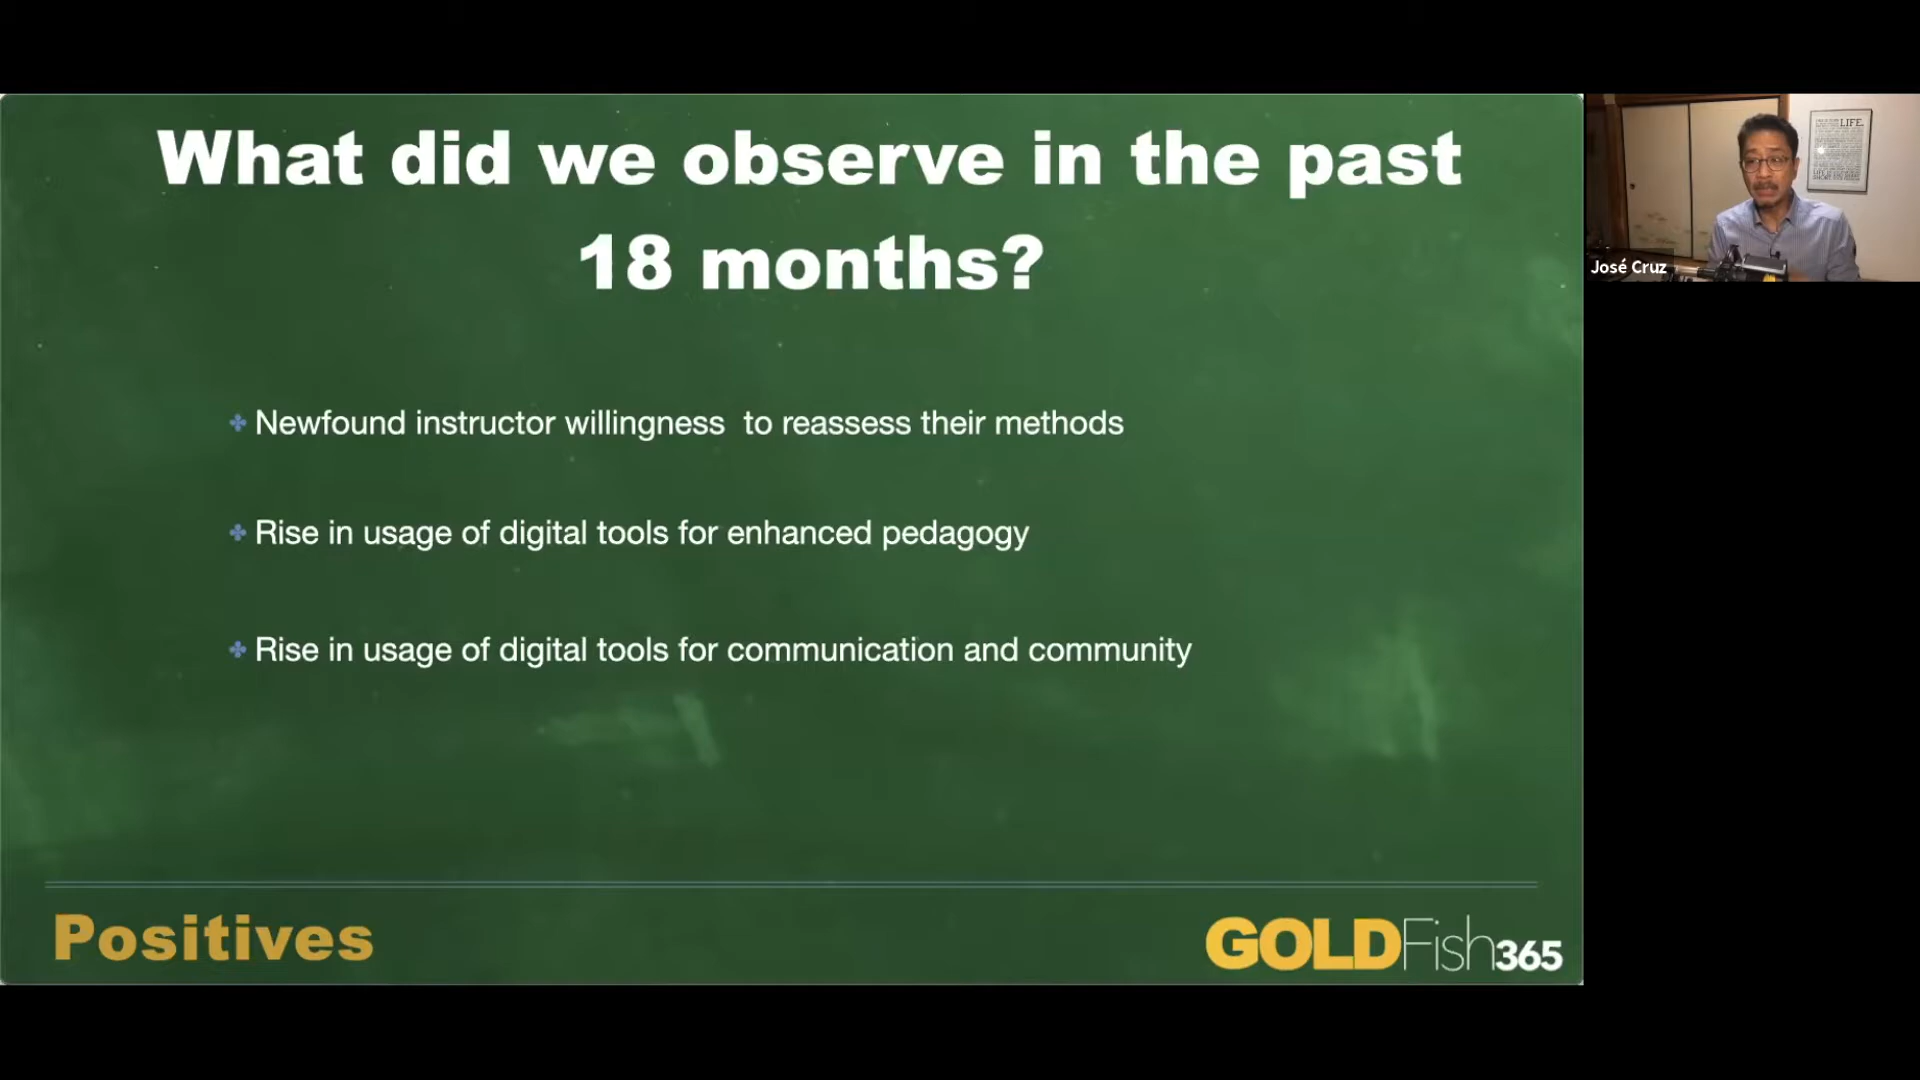 What did we observe in the past
18 months?
Newfound instructor willingness  to reassess their methods
Rise in usage of digital tools for enhanced pedagogy
Rise in usage of digital tools for communication and community
Positives
GOLDFish365
José Cruz
LIFE.